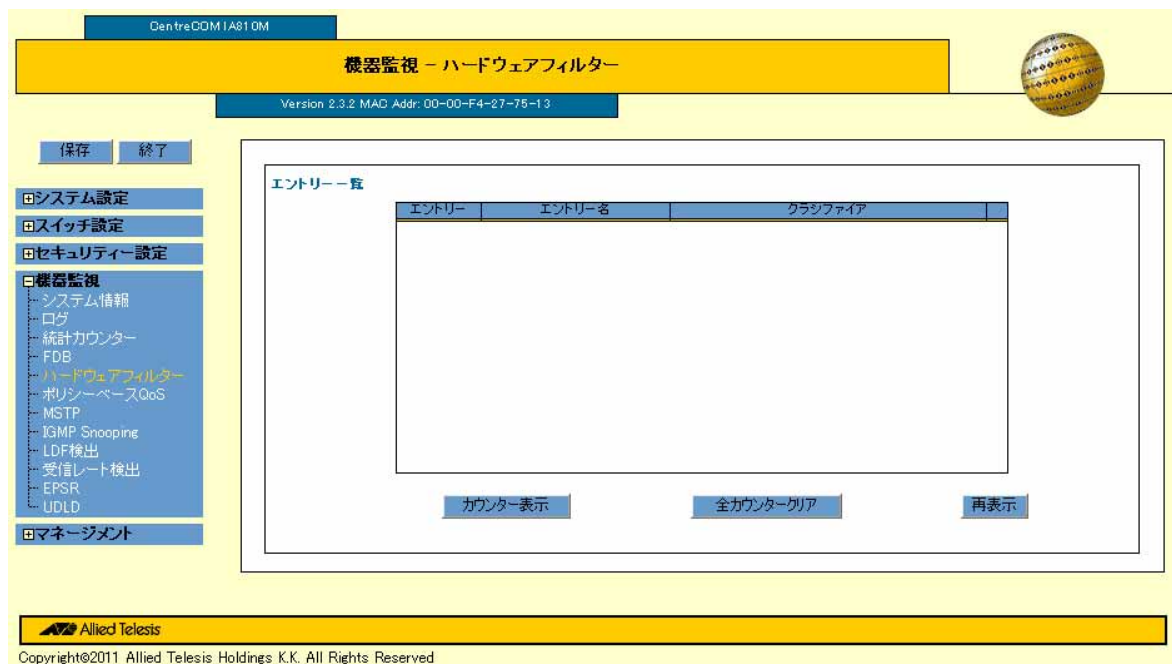 CentreCOM IA810M
機器監視 - ハードウェアフィルター
Version 2.3.2 MAC Addr: 00-00-F4-27-75-13
保存 終了
システム設定
スイッチ設定
セキュリティー設定
機器監視
システム情報
ログ
統計カウンター
FDB
ハードウェアフィルター
ポリシーベースQoS
MSTP
IGMP Snooping
LDF検出
受信レート検出
EPSR
UDLD
マネージメント
エントリー一覧
エントリー エントリー名 クラシファイア
カウンター表示 全カウンタークリア 再表示
Allied Telesis
Copyright©2011 Allied Telesis Holdings K.K. All Rights Reserved